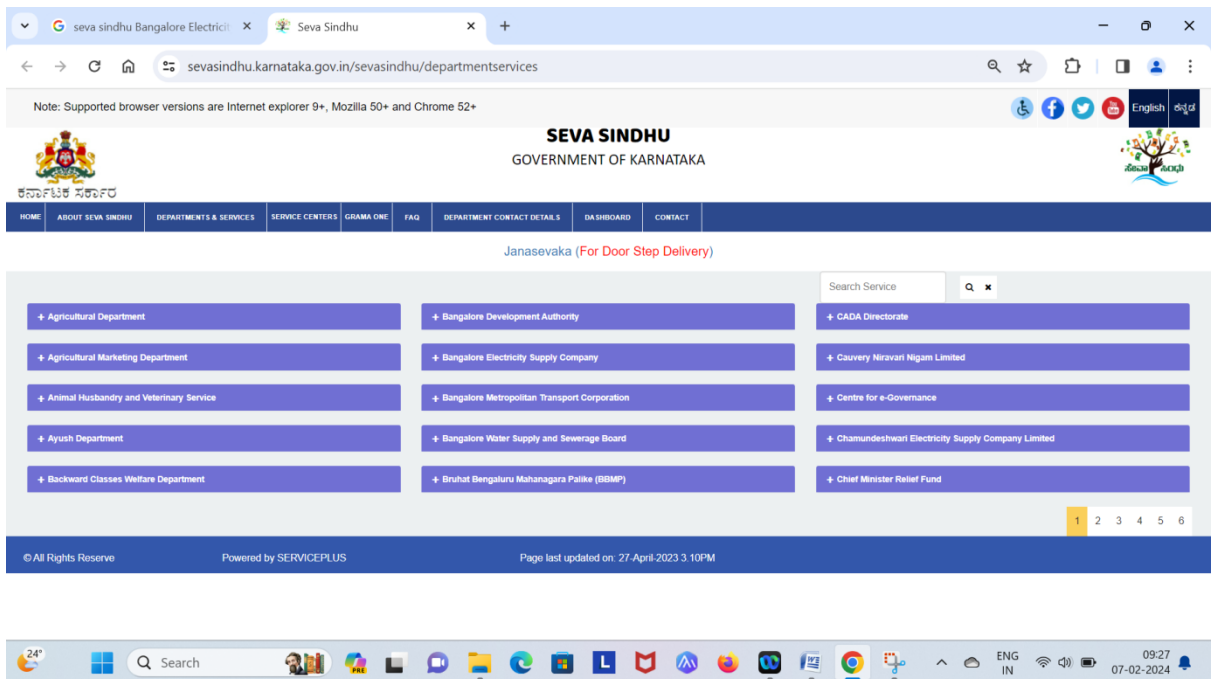 seva sindhu Bangalore Electricit
Seva Sindhu
sevasindhu.karnataka.gov.in/sevasindhu/departmentservices
Note: Supported browser versions are Internet explorer 9+, Mozilla 50+ and Chrome 52+
English ಕನ್ನಡ
SEVA SINDHU
GOVERNMENT OF KARNATAKA
ಕರ್ನಾಟಕ ಸರ್ಕಾರ
ಸೇವಾ ಸಿಂಧು
HOME ABOUT SEVA SINDHU DEPARTMENTS & SERVICES SERVICE CENTERS GRAMA ONE FAQ DEPARTMENT CONTACT DETAILS DASHBOARD CONTACT
Janasevaka (For Door Step Delivery)
Search Service
+ Agricultural Department + Bangalore Development Authority + CADA Directorate
+ Agricultural Marketing Department + Bangalore Electricity Supply Company + Cauvery Niravari Nigam Limited
+ Animal Husbandry and Veterinary Service + Bangalore Metropolitan Transport Corporation + Centre for e-Governance
+ Ayush Department + Bangalore Water Supply and Sewerage Board + Chamundeshwari Electricity Supply Company Limited
+ Backward Classes Welfare Department + Bruhat Bengaluru Mahanagara Palike (BBMP) + Chief Minister Relief Fund
1 2 3 4 5 6
© All Rights Reserve Powered by SERVICEPLUS Page last updated on: 27-April-2023 3.10PM
24°
Search
PRE
L
ENG
IN
09:27
07-02-2024